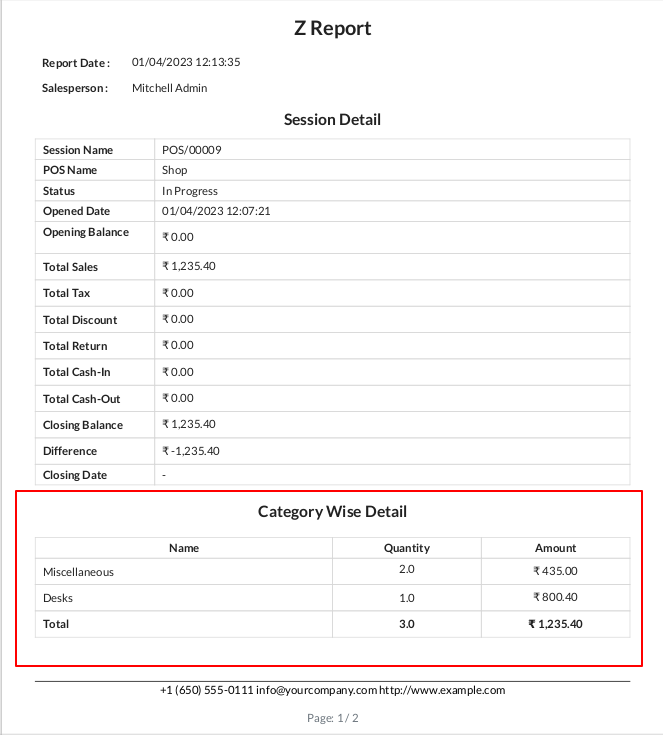 Z Report
Report Date : 01/04/2023 12:13:35
Salesperson : Mitchell Admin
Session Detail
Session Name POS/00009
POS Name Shop
Status In Progress
Opened Date 01/04/2023 12:07:21
Opening Balance ₹ 0.00
Total Sales ₹ 1,235.40
Total Tax ₹ 0.00
Total Discount ₹ 0.00
Total Return ₹ 0.00
Total Cash-In ₹ 0.00
Total Cash-Out ₹ 0.00
Closing Balance ₹ 1,235.40
Difference ₹ -1,235.40
Closing Date -
Category Wise Detail
Name Quantity Amount
Miscellaneous 2.0 ₹ 435.00
Desks 1.0 ₹ 800.40
Total 3.0 ₹ 1,235.40
+1 (650) 555-0111 info@yourcompany.com http://www.example.com
Page: 1 / 2